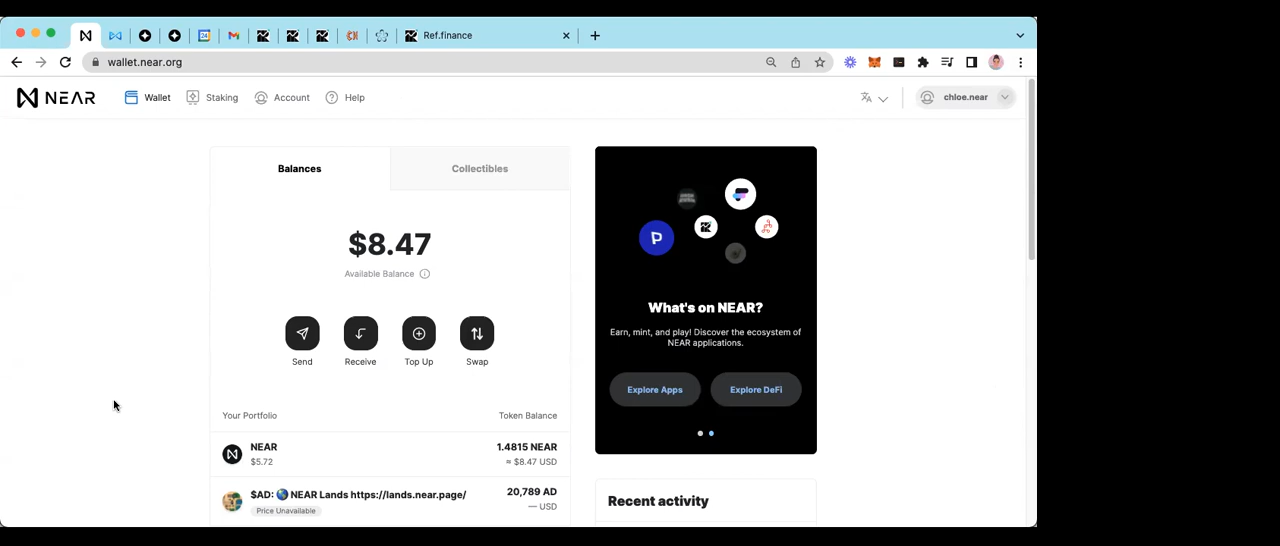 Ref.finance
wallet.near.org
NEAR
Wallet
Staking
Account
Help
chloe.near
Balances
Collectibles
$8.47
Available Balance
Send
Receive
Top Up
Swap
Your Portfolio
Token Balance
NEAR
1.4815 NEAR
$5.72
≈ $8.47 USD
$AD: 🌎 NEAR Lands https://lands.near.page/
20,789 AD
Price Unavailable
— USD
P
What's on NEAR?
Earn, mint, and play! Discover the ecosystem of
NEAR applications.
Explore Apps
Explore DeFi
Recent activity